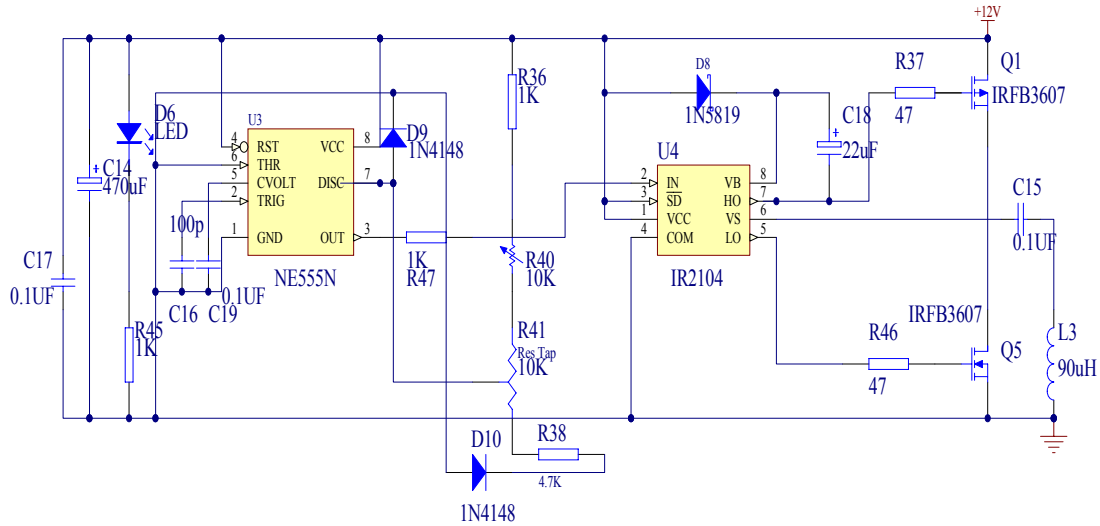 +12V
D6
LED
C14
470uF
C17
0.1UF
R45
1K
U3
4 RST
6 THR
5 CVOLT
2 TRIG
1 GND
VCC 8
DISC 7
OUT 3
NE555N
100p
C16
C19
0.1UF
D9
1N4148
1K
R47
R36
1K
R40
10K
R41
Res Tap
10K
D10
1N4148
R38
4.7K
D8
1N5819
C18
22uF
U4
2 IN
3 SD
1 VCC
4 COM
VB 8
HO 7
VS 6
LO 5
IR2104
R37
47
Q1
IRFB3607
C15
0.1UF
R46
47
IRFB3607
Q5
L3
90uH